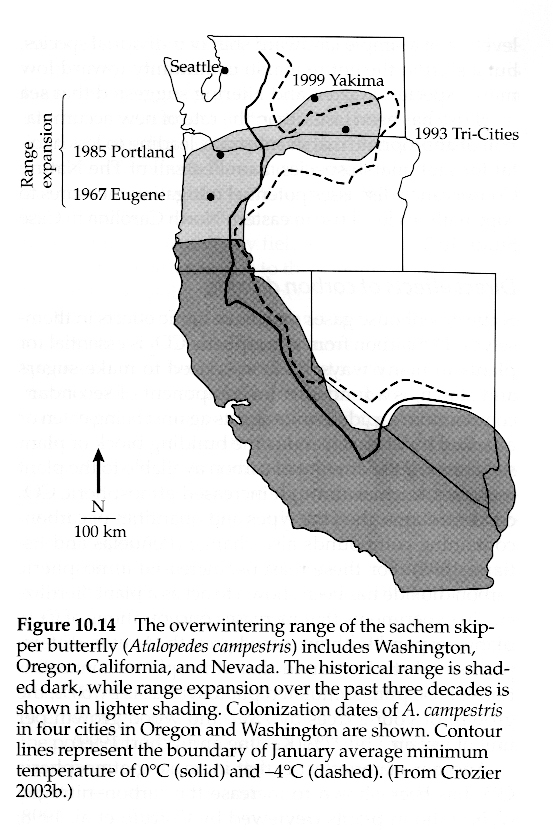 Seattle
1999 Yakima
1993 Tri-Cities
Range
expansion
1985 Portland
1967 Eugene
N
100 km
Figure 10.14 The overwintering range of the sachem skip-
per butterfly (Atalopedes campestris) includes Washington,
Oregon, California, and Nevada. The historical range is shad-
ed dark, while range expansion over the past three decades is
shown in lighter shading. Colonization dates of A. campestris
in four cities in Oregon and Washington are shown. Contour
lines represent the boundary of January average minimum
temperature of 0°C (solid) and –4°C (dashed). (From Crozier
2003b.)